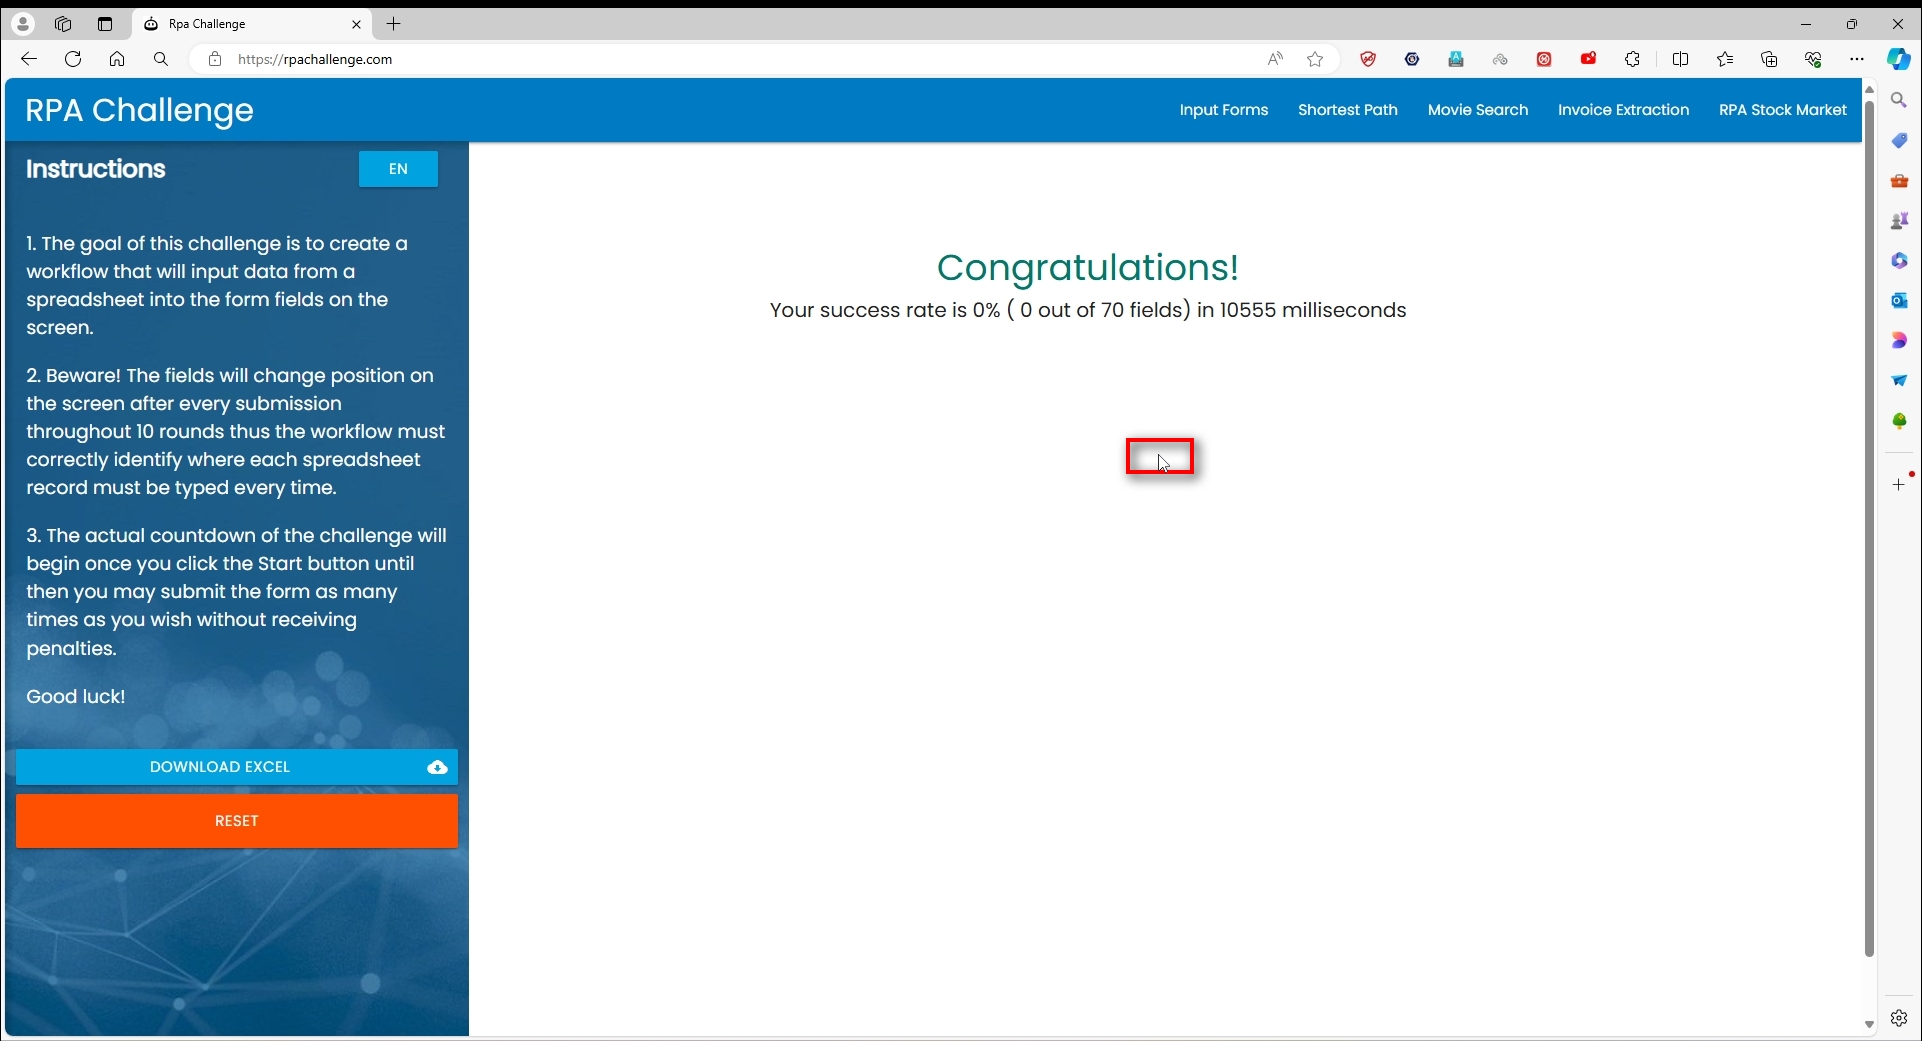 Rpa Challenge
https://rpachallenge.com
RPA Challenge
Input Forms
Shortest Path
Movie Search
Invoice Extraction
RPA Stock Market
Instructions
EN
1. The goal of this challenge is to create a
workflow that will input data from a
spreadsheet into the form fields on the
screen.
2. Beware! The fields will change position on
the screen after every submission
throughout 10 rounds thus the workflow must
correctly identify where each spreadsheet
record must be typed every time.
3. The actual countdown of the challenge will
begin once you click the Start button until
then you may submit the form as many
times as you wish without receiving
penalties.
Good luck!
DOWNLOAD EXCEL
RESET
Congratulations!
Your success rate is 0% ( 0 out of 70 fields) in 10555 milliseconds